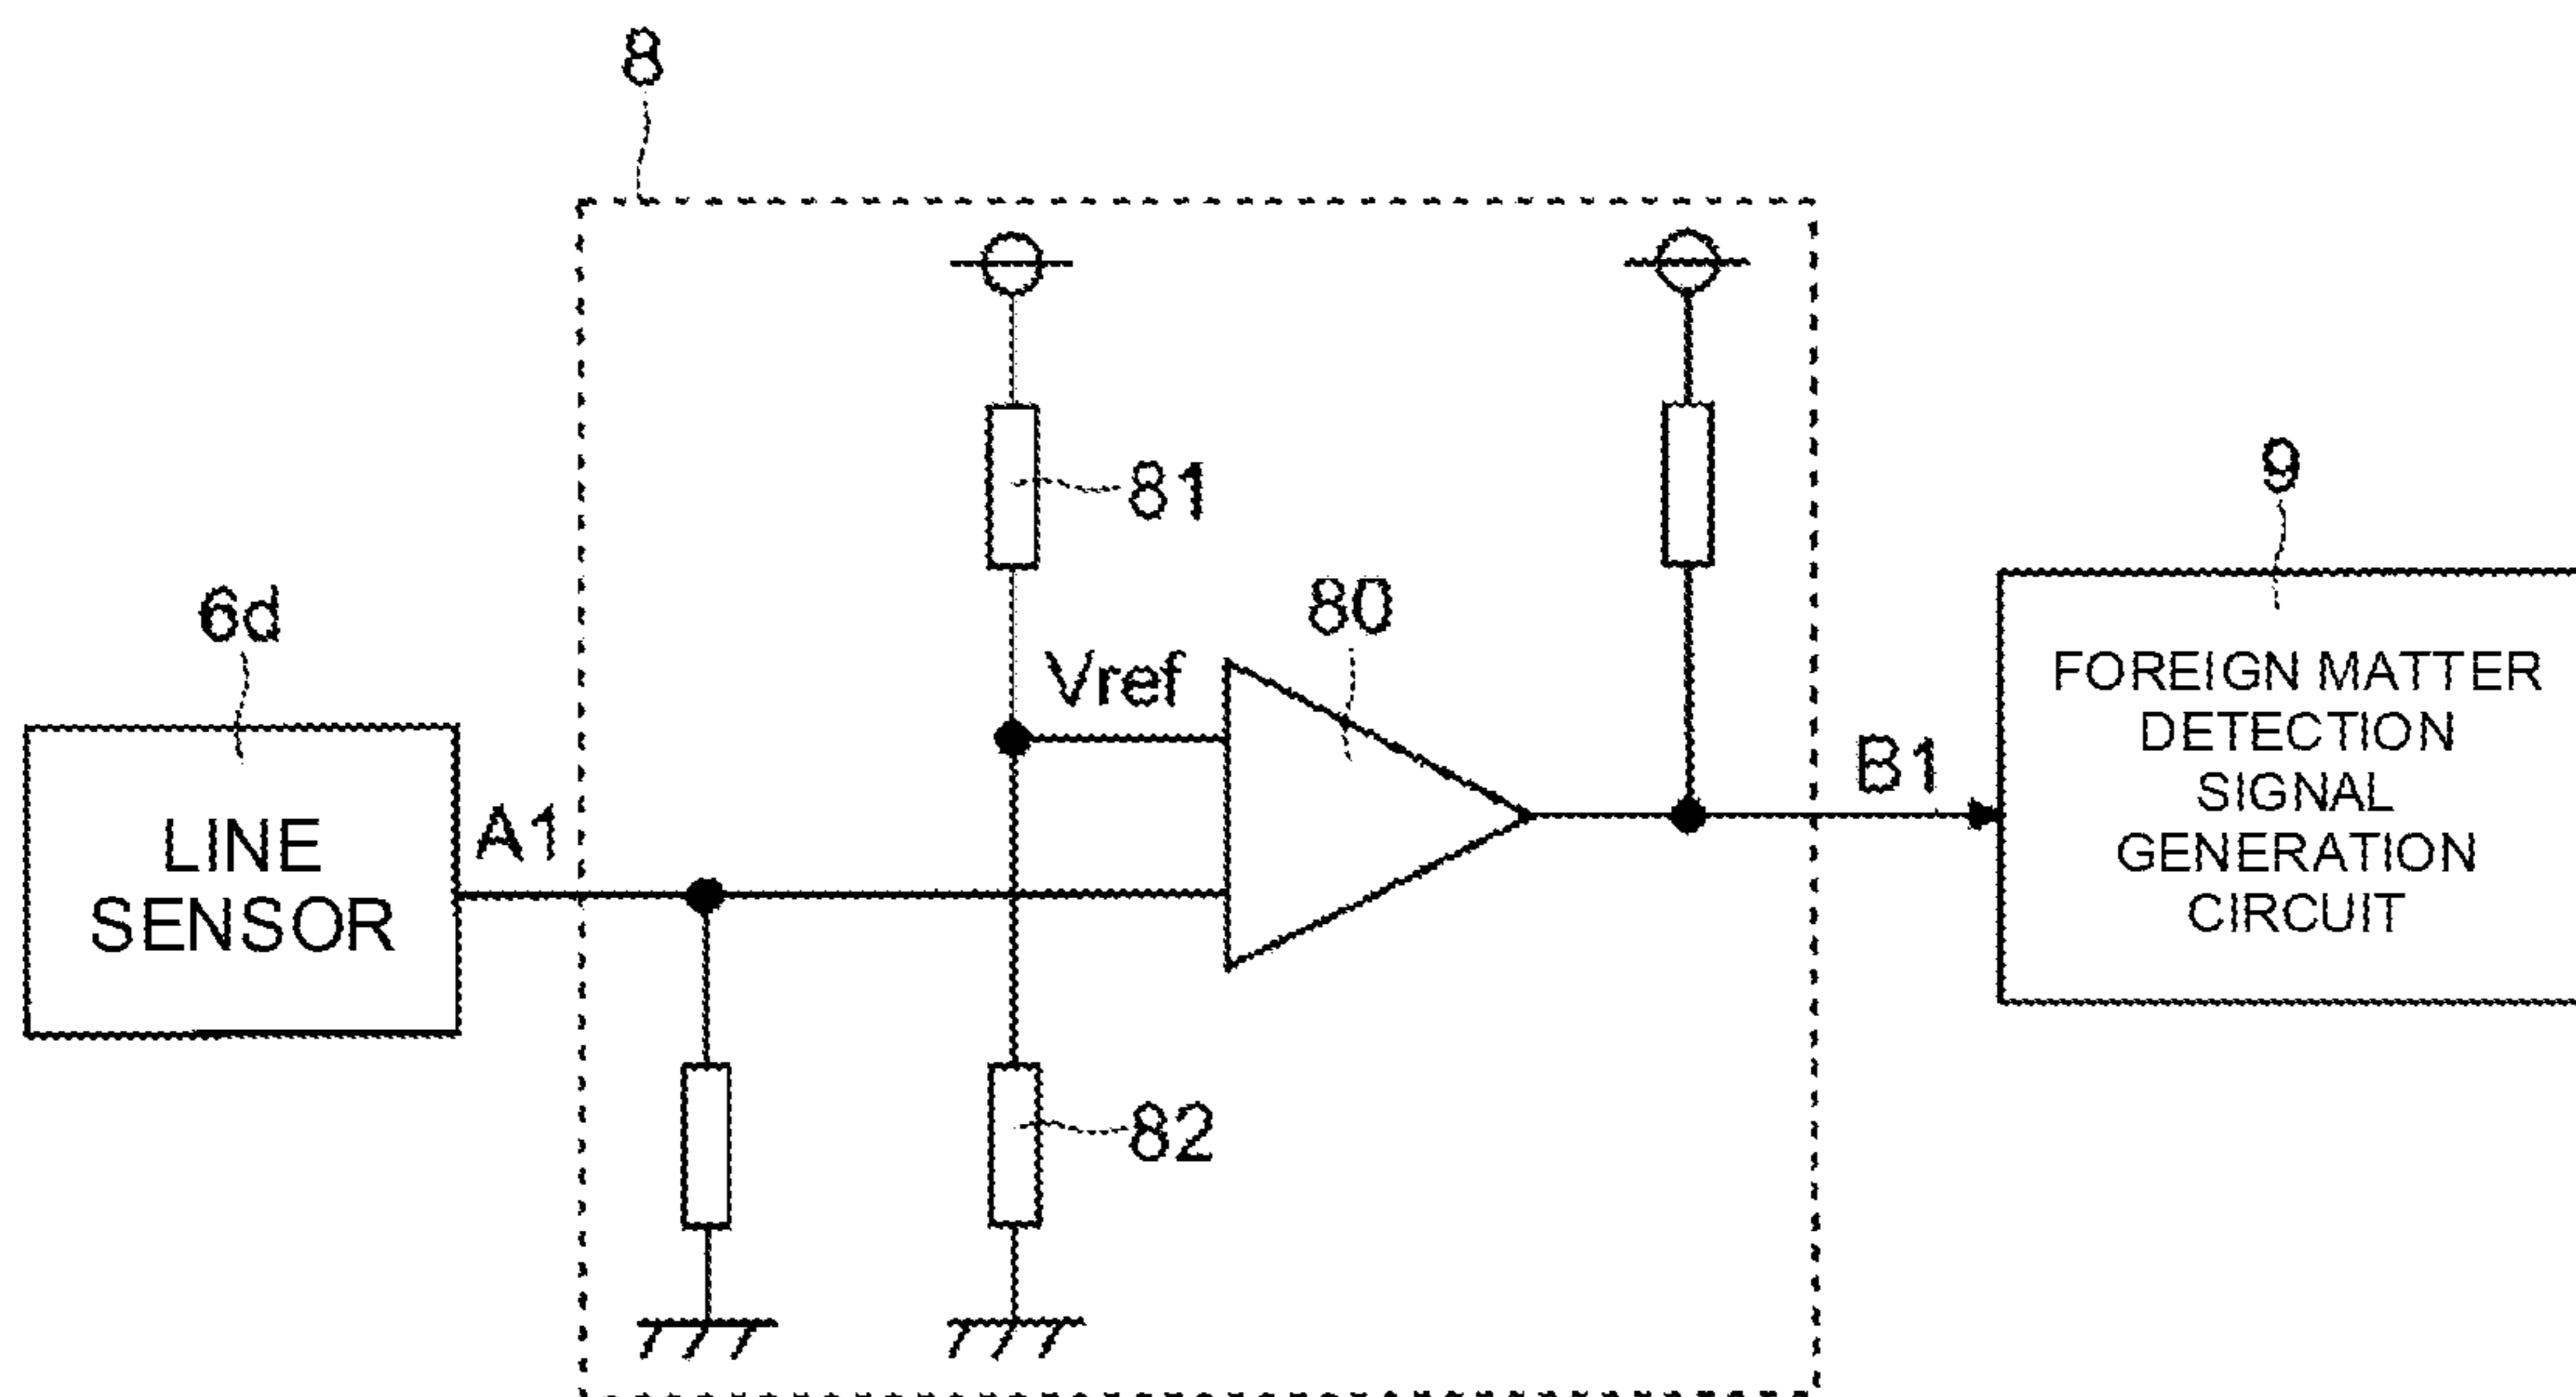 8
81
9
6d
80
Vref
LINE
SENSOR
A1
B1
FOREIGN MATTER
DETECTION
SIGNAL
GENERATION
CIRCUIT
82